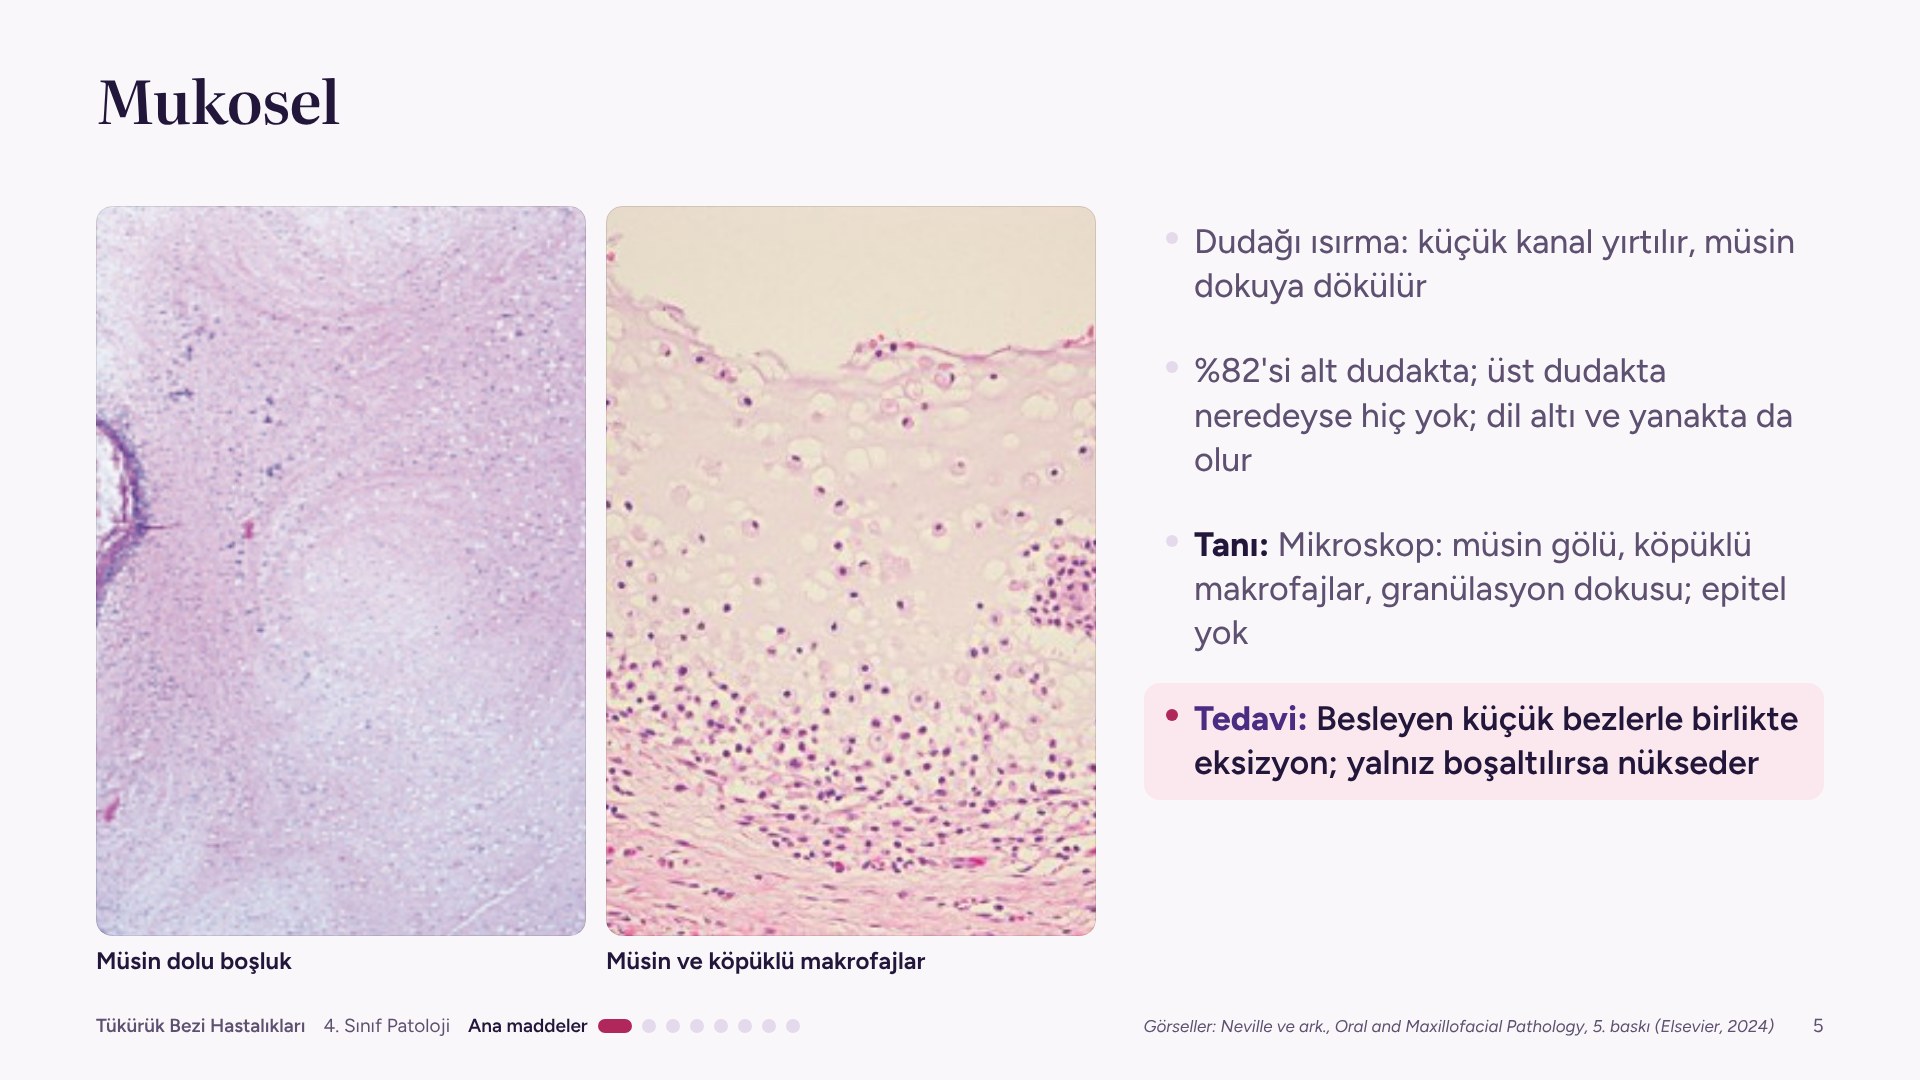 Mukosel
Dudağı ısırma: küçük kanal yırtılır, müsin
dokuya dökülür
%82'si alt dudakta; üst dudakta
neredeyse hiç yok; dil altı ve yanakta da
olur
Tanı: Mikroskop: müsin gölü, köpüklü
makrofajlar, granülasyon dokusu; epitel
yok
Tedavi: Besleyen küçük bezlerle birlikte
eksizyon; yalnız boşaltılırsa nükseder
Müsin dolu boşluk
Müsin ve köpüklü makrofajlar
Tükürük Bezi Hastalıkları 4. Sınıf Patoloji Ana maddeler
Görseller: Neville ve ark., Oral and Maxillofacial Pathology, 5. baskı (Elsevier, 2024) 5